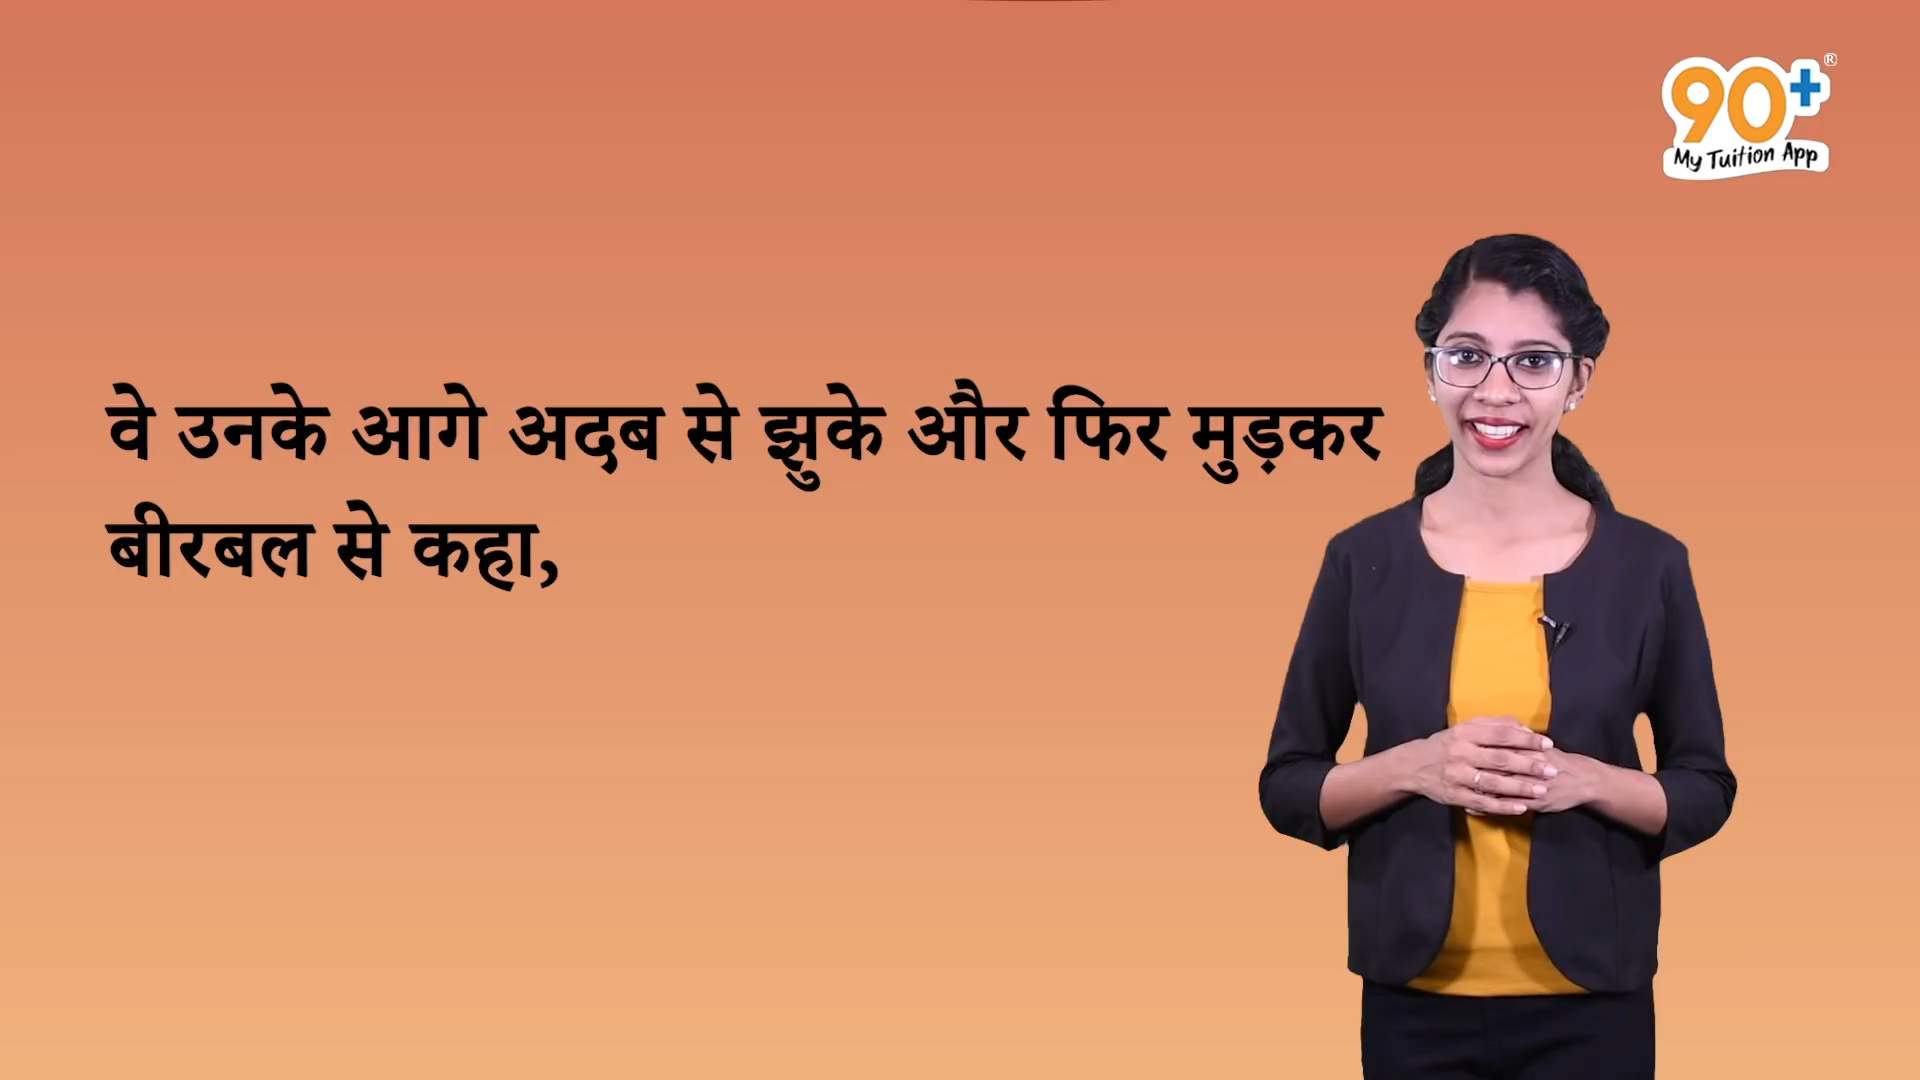 90+®
My Tuition App
वे उनके आगे अदब से झुके और फिर मुड़कर
बीरबल से कहा,